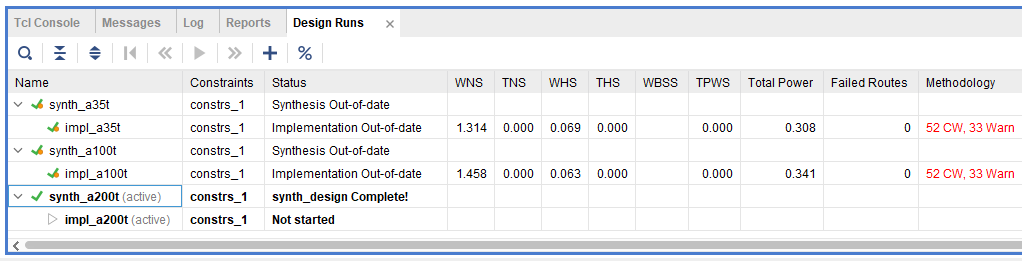 Tcl Console Messages Log Reports Design Runs
Name Constraints Status WNS TNS WHS THS WBSS TPWS Total Power Failed Routes Methodology
synth_a35t constrs_1 Synthesis Out-of-date
impl_a35t constrs_1 Implementation Out-of-date 1.314 0.000 0.069 0.000 0.000 0.308 0 52 CW, 33 Warn
synth_a100t constrs_1 Synthesis Out-of-date
impl_a100t constrs_1 Implementation Out-of-date 1.458 0.000 0.063 0.000 0.000 0.341 0 52 CW, 33 Warn
synth_a200t (active) constrs_1 synth_design Complete!
impl_a200t (active) constrs_1 Not started